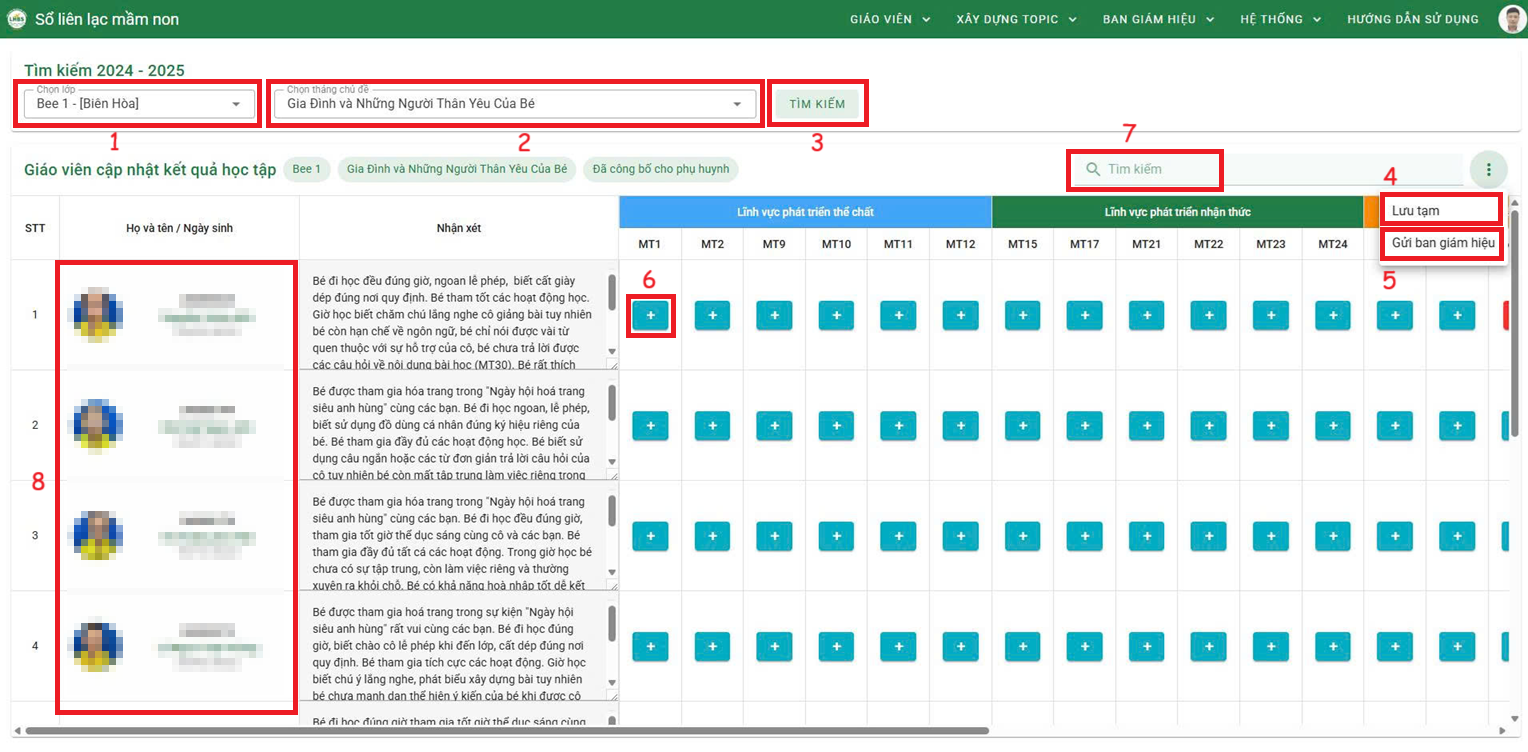 LHBS
Sổ liên lạc mầm non
GIÁO VIÊN
XÂY DỰNG TOPIC
BAN GIÁM HIỆU
HỆ THỐNG
HƯỚNG DẪN SỬ DỤNG
Tìm kiếm 2024 - 2025
Chọn lớp
Bee 1 - [Biên Hòa]
Chọn tháng chủ đề
Gia Đình và Những Người Thân Yêu Của Bé
TÌM KIẾM
1
2
3
7
Giáo viên cập nhật kết quả học tập
Bee 1
Gia Đình và Những Người Thân Yêu Của Bé
Đã công bố cho phụ huynh
Tìm kiếm
4
Lưu tạm
Gửi ban giám hiệu
5
STT
Họ và tên / Ngày sinh
Nhận xét
Lĩnh vực phát triển thể chất
Lĩnh vực phát triển nhận thức
MT1 MT2 MT9 MT10 MT11 MT12 MT15 MT17 MT21 MT22 MT23 MT24
6
8
1
Bé đi học đều đúng giờ, ngoan lễ phép, biết cất giày
dép đúng nơi quy định. Bé tham tốt các hoạt động học.
Giờ học biết chăm chú lắng nghe cô giảng bài tuy nhiên
bé còn hạn chế về ngôn ngữ, bé chỉ nói được vài từ
quen thuộc với sự hỗ trợ của cô, bé chưa trả lời được
các câu hỏi về nội dung bài học (MT30). Bé rất thích
+ + + + + + + + + + + + + +
2
Bé được tham gia hóa trang trong "Ngày hội hoá trang
siêu anh hùng" cùng các bạn. Bé đi học ngoan, lễ phép,
biết sử dụng đồ dùng cá nhân đúng ký hiệu riêng của
bé. Bé tham gia đầy đủ các hoạt động học. Bé biết sử
dụng câu ngắn hoặc các từ đơn giản trả lời câu hỏi của
cô tuy nhiên bé còn mất tập trung làm việc riêng trong
+ + + + + + + + + + + + + +
3
Bé được tham gia hóa trang trong "Ngày hội hoá trang
siêu anh hùng" cùng các bạn. Bé đi học đều đúng giờ,
tham gia tốt giờ thể dục sáng cùng cô và các bạn. Bé
tham gia đầy đủ tất cá các hoạt động. Trong giờ học bé
chưa có sự tập trung, còn làm việc riêng và thường
xuyên ra khỏi chỗ. Bé có khả năng hoà nhập tốt dễ kết
+ + + + + + + + + + + + + +
4
Bé được tham gia hoá trang trong sự kiện "Ngày hội
siêu anh hùng" rất vui cùng các bạn. Bé đi học đúng
giờ, biết chào cô lễ phép khi đến lớp, cất dép đúng nơi
quy định. Bé tham gia tích cực các hoạt động. Giờ học
biết chú ý lắng nghe, phát biểu xây dựng bài tuy nhiên
bé chưa mạnh dạn thể hiện ý kiến của bé khi được cô
+ + + + + + + + + + + + + +
Bé đi học đúng giờ tham gia tốt giờ thể dục sáng cùng